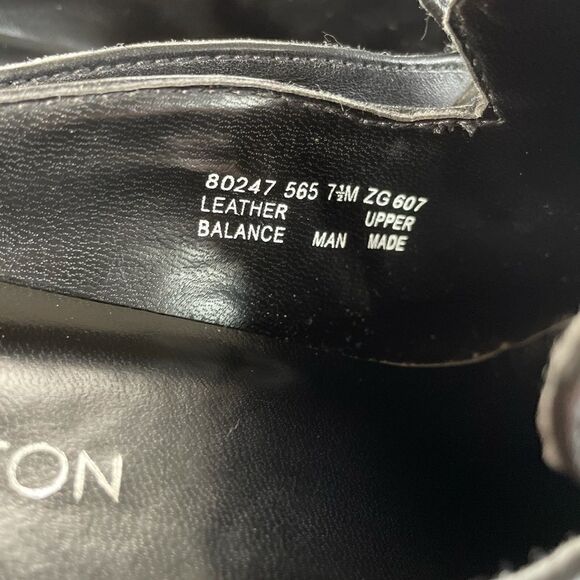 80247 565 7½M ZG 607
LEATHER UPPER
BALANCE MAN MADE
TON